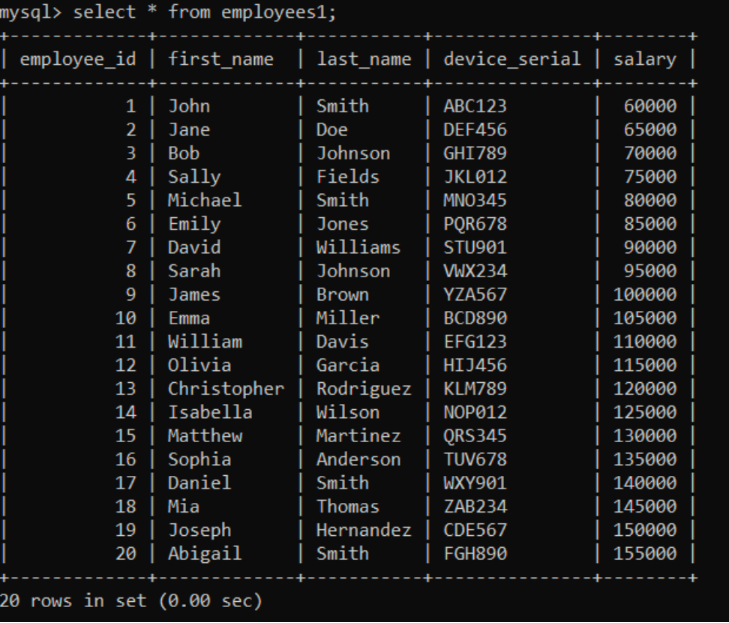 mysql> select * from employees1;
+-------------+-------------+-----------+---------------+--------+
| employee_id | first_name  | last_name | device_serial | salary |
+-------------+-------------+-----------+---------------+--------+
|           1 | John        | Smith     | ABC123        |  60000 |
|           2 | Jane        | Doe       | DEF456        |  65000 |
|           3 | Bob         | Johnson   | GHI789        |  70000 |
|           4 | Sally       | Fields    | JKL012        |  75000 |
|           5 | Michael     | Smith     | MNO345        |  80000 |
|           6 | Emily       | Jones     | PQR678        |  85000 |
|           7 | David       | Williams  | STU901        |  90000 |
|           8 | Sarah       | Johnson   | VWX234        |  95000 |
|           9 | James       | Brown     | YZA567        | 100000 |
|          10 | Emma        | Miller    | BCD890        | 105000 |
|          11 | William     | Davis     | EFG123        | 110000 |
|          12 | Olivia      | Garcia    | HIJ456        | 115000 |
|          13 | Christopher | Rodriguez | KLM789        | 120000 |
|          14 | Isabella    | Wilson    | NOP012        | 125000 |
|          15 | Matthew     | Martinez  | QRS345        | 130000 |
|          16 | Sophia      | Anderson  | TUV678        | 135000 |
|          17 | Daniel      | Smith     | WXY901        | 140000 |
|          18 | Mia         | Thomas    | ZAB234        | 145000 |
|          19 | Joseph      | Hernandez | CDE567        | 150000 |
|          20 | Abigail     | Smith     | FGH890        | 155000 |
+-------------+-------------+-----------+---------------+--------+
20 rows in set (0.00 sec)